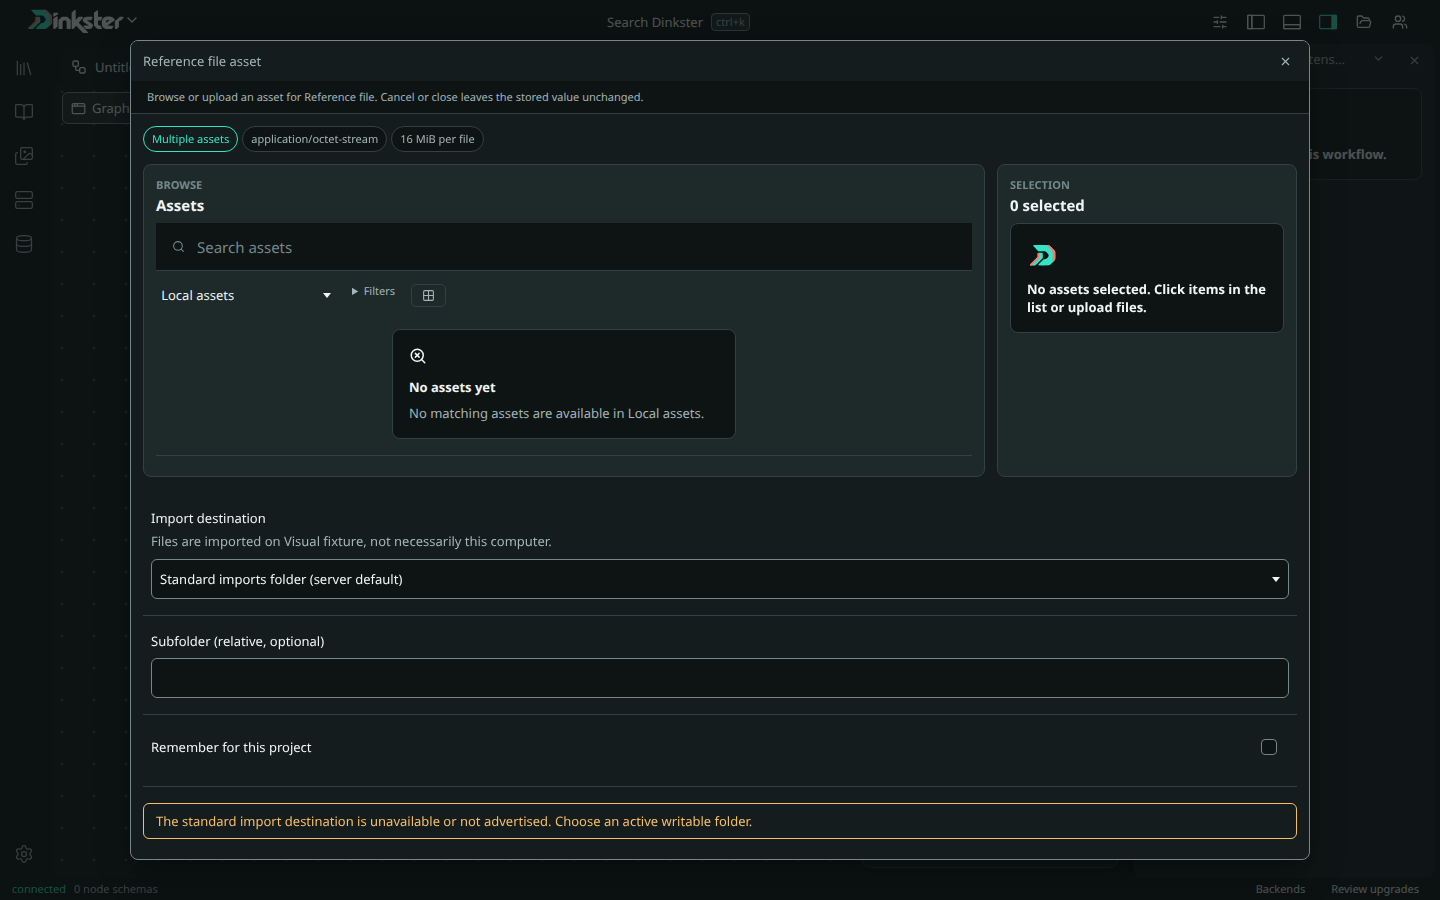 Dinkster
Search Dinkster ctrl+k
Reference file asset
Browse or upload an asset for Reference file. Cancel or close leaves the stored value unchanged.
Multiple assets
application/octet-stream
16 MiB per file
BROWSE
Assets
Search assets
Local assets
Filters
No assets yet
No matching assets are available in Local assets.
SELECTION
0 selected
No assets selected. Click items in the
list or upload files.
Import destination
Files are imported on Visual fixture, not necessarily this computer.
Standard imports folder (server default)
Subfolder (relative, optional)
Remember for this project
The standard import destination is unavailable or not advertised. Choose an active writable folder.
Untitl
Graph
tens...
is workflow.
connected 0 node schemas
Backends
Review upgrades